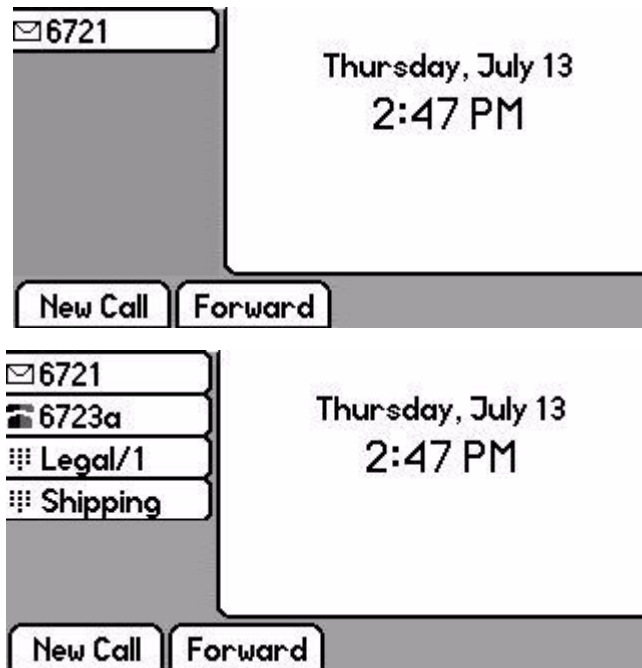 6721
Thursday, July 13
2:47 PM
New Call Forward
6721
6723a
Legal/1
Shipping
Thursday, July 13
2:47 PM
New Call Forward